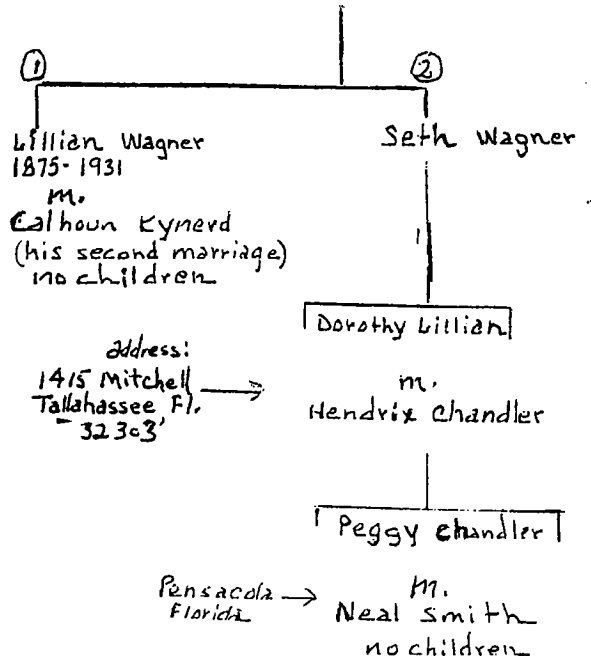 1
2
Lillian Wagner
1875-1931
m.
Calhoun Kynerd
(his second marriage)
no children
Seth Wagner
Dorothy Lillian
address:
1415 Mitchell
Tallahassee Fl.
32303
m.
Hendrix Chandler
Peggy Chandler
Pensacola
Florida
m.
Neal Smith
no children